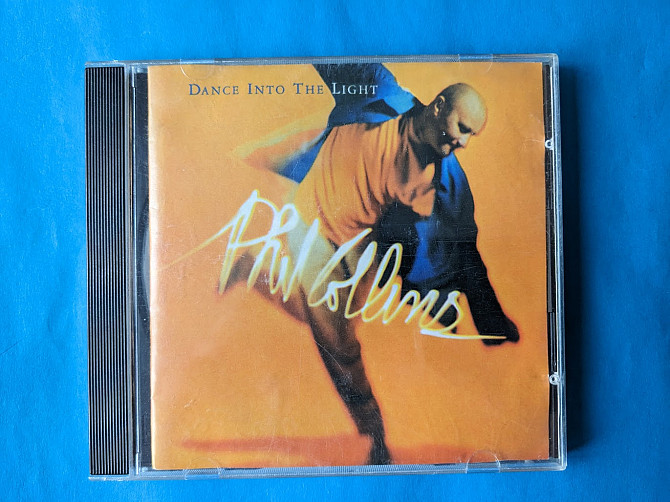 DANCE INTO THE LIGHT
Phil Collins